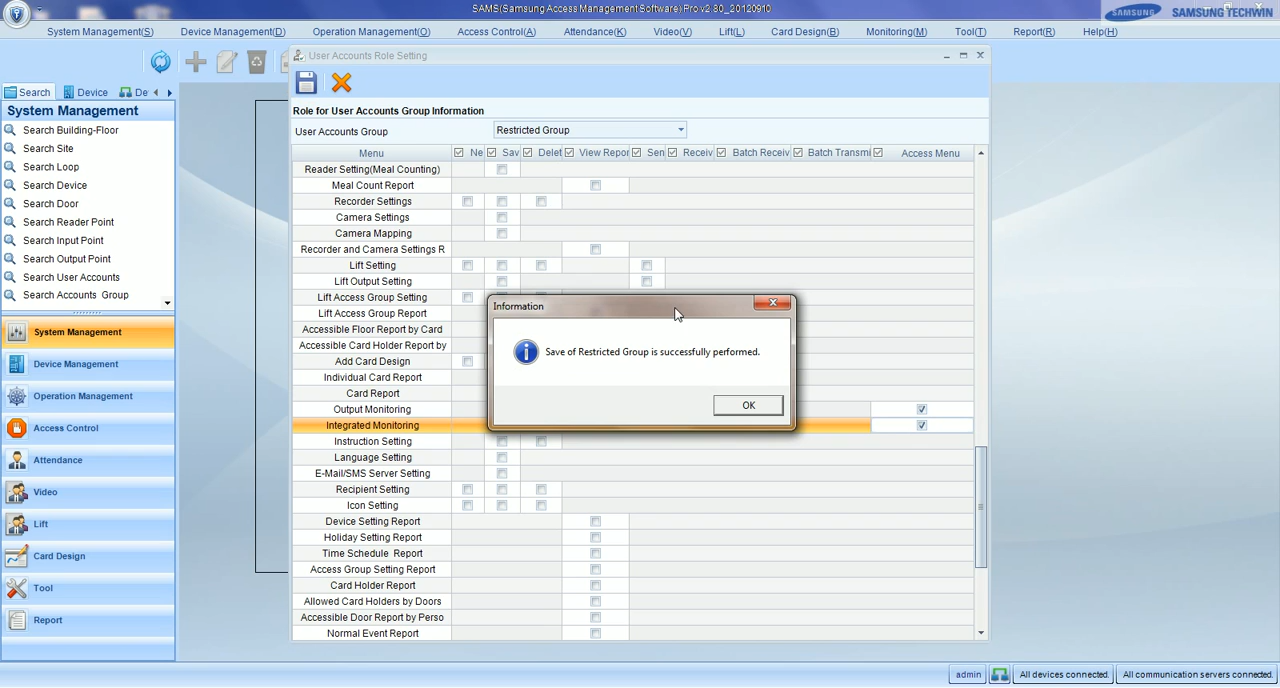 SAMS(Samsung Access Management Software) Pro v2.80_20120910
SAMSUNG SAMSUNG TECHWIN
System Management(S) Device Management(D) Operation Management(O) Access Control(A) Attendance(K) Video(V) Lift(L) Card Design(B) Monitoring(M) Tool(T) Report(R) Help(H)
User Accounts Role Setting
Search Device De
System Management
Search Building-Floor
Search Site
Search Loop
Search Device
Search Door
Search Reader Point
Search Input Point
Search Output Point
Search User Accounts
Search Accounts Group
System Management
Device Management
Operation Management
Access Control
Attendance
Video
Lift
Card Design
Tool
Report
Role for User Accounts Group Information
User Accounts Group Restricted Group
Menu Ne Sav Delet View Repor Sen Receiv Batch Receiv Batch Transmi Access Menu
Reader Setting(Meal Counting)
Meal Count Report
Recorder Settings
Camera Settings
Camera Mapping
Recorder and Camera Settings R
Lift Setting
Lift Output Setting
Lift Access Group Setting
Lift Access Group Report
Accessible Floor Report by Card
Accessible Card Holder Report by
Add Card Design
Individual Card Report
Card Report
Output Monitoring
Integrated Monitoring
Instruction Setting
Language Setting
E-Mail/SMS Server Setting
Recipient Setting
Icon Setting
Device Setting Report
Holiday Setting Report
Time Schedule Report
Access Group Setting Report
Card Holder Report
Allowed Card Holders by Doors
Accessible Door Report by Perso
Normal Event Report
Information
Save of Restricted Group is successfully performed.
OK
admin All devices connected. All communication servers connected.